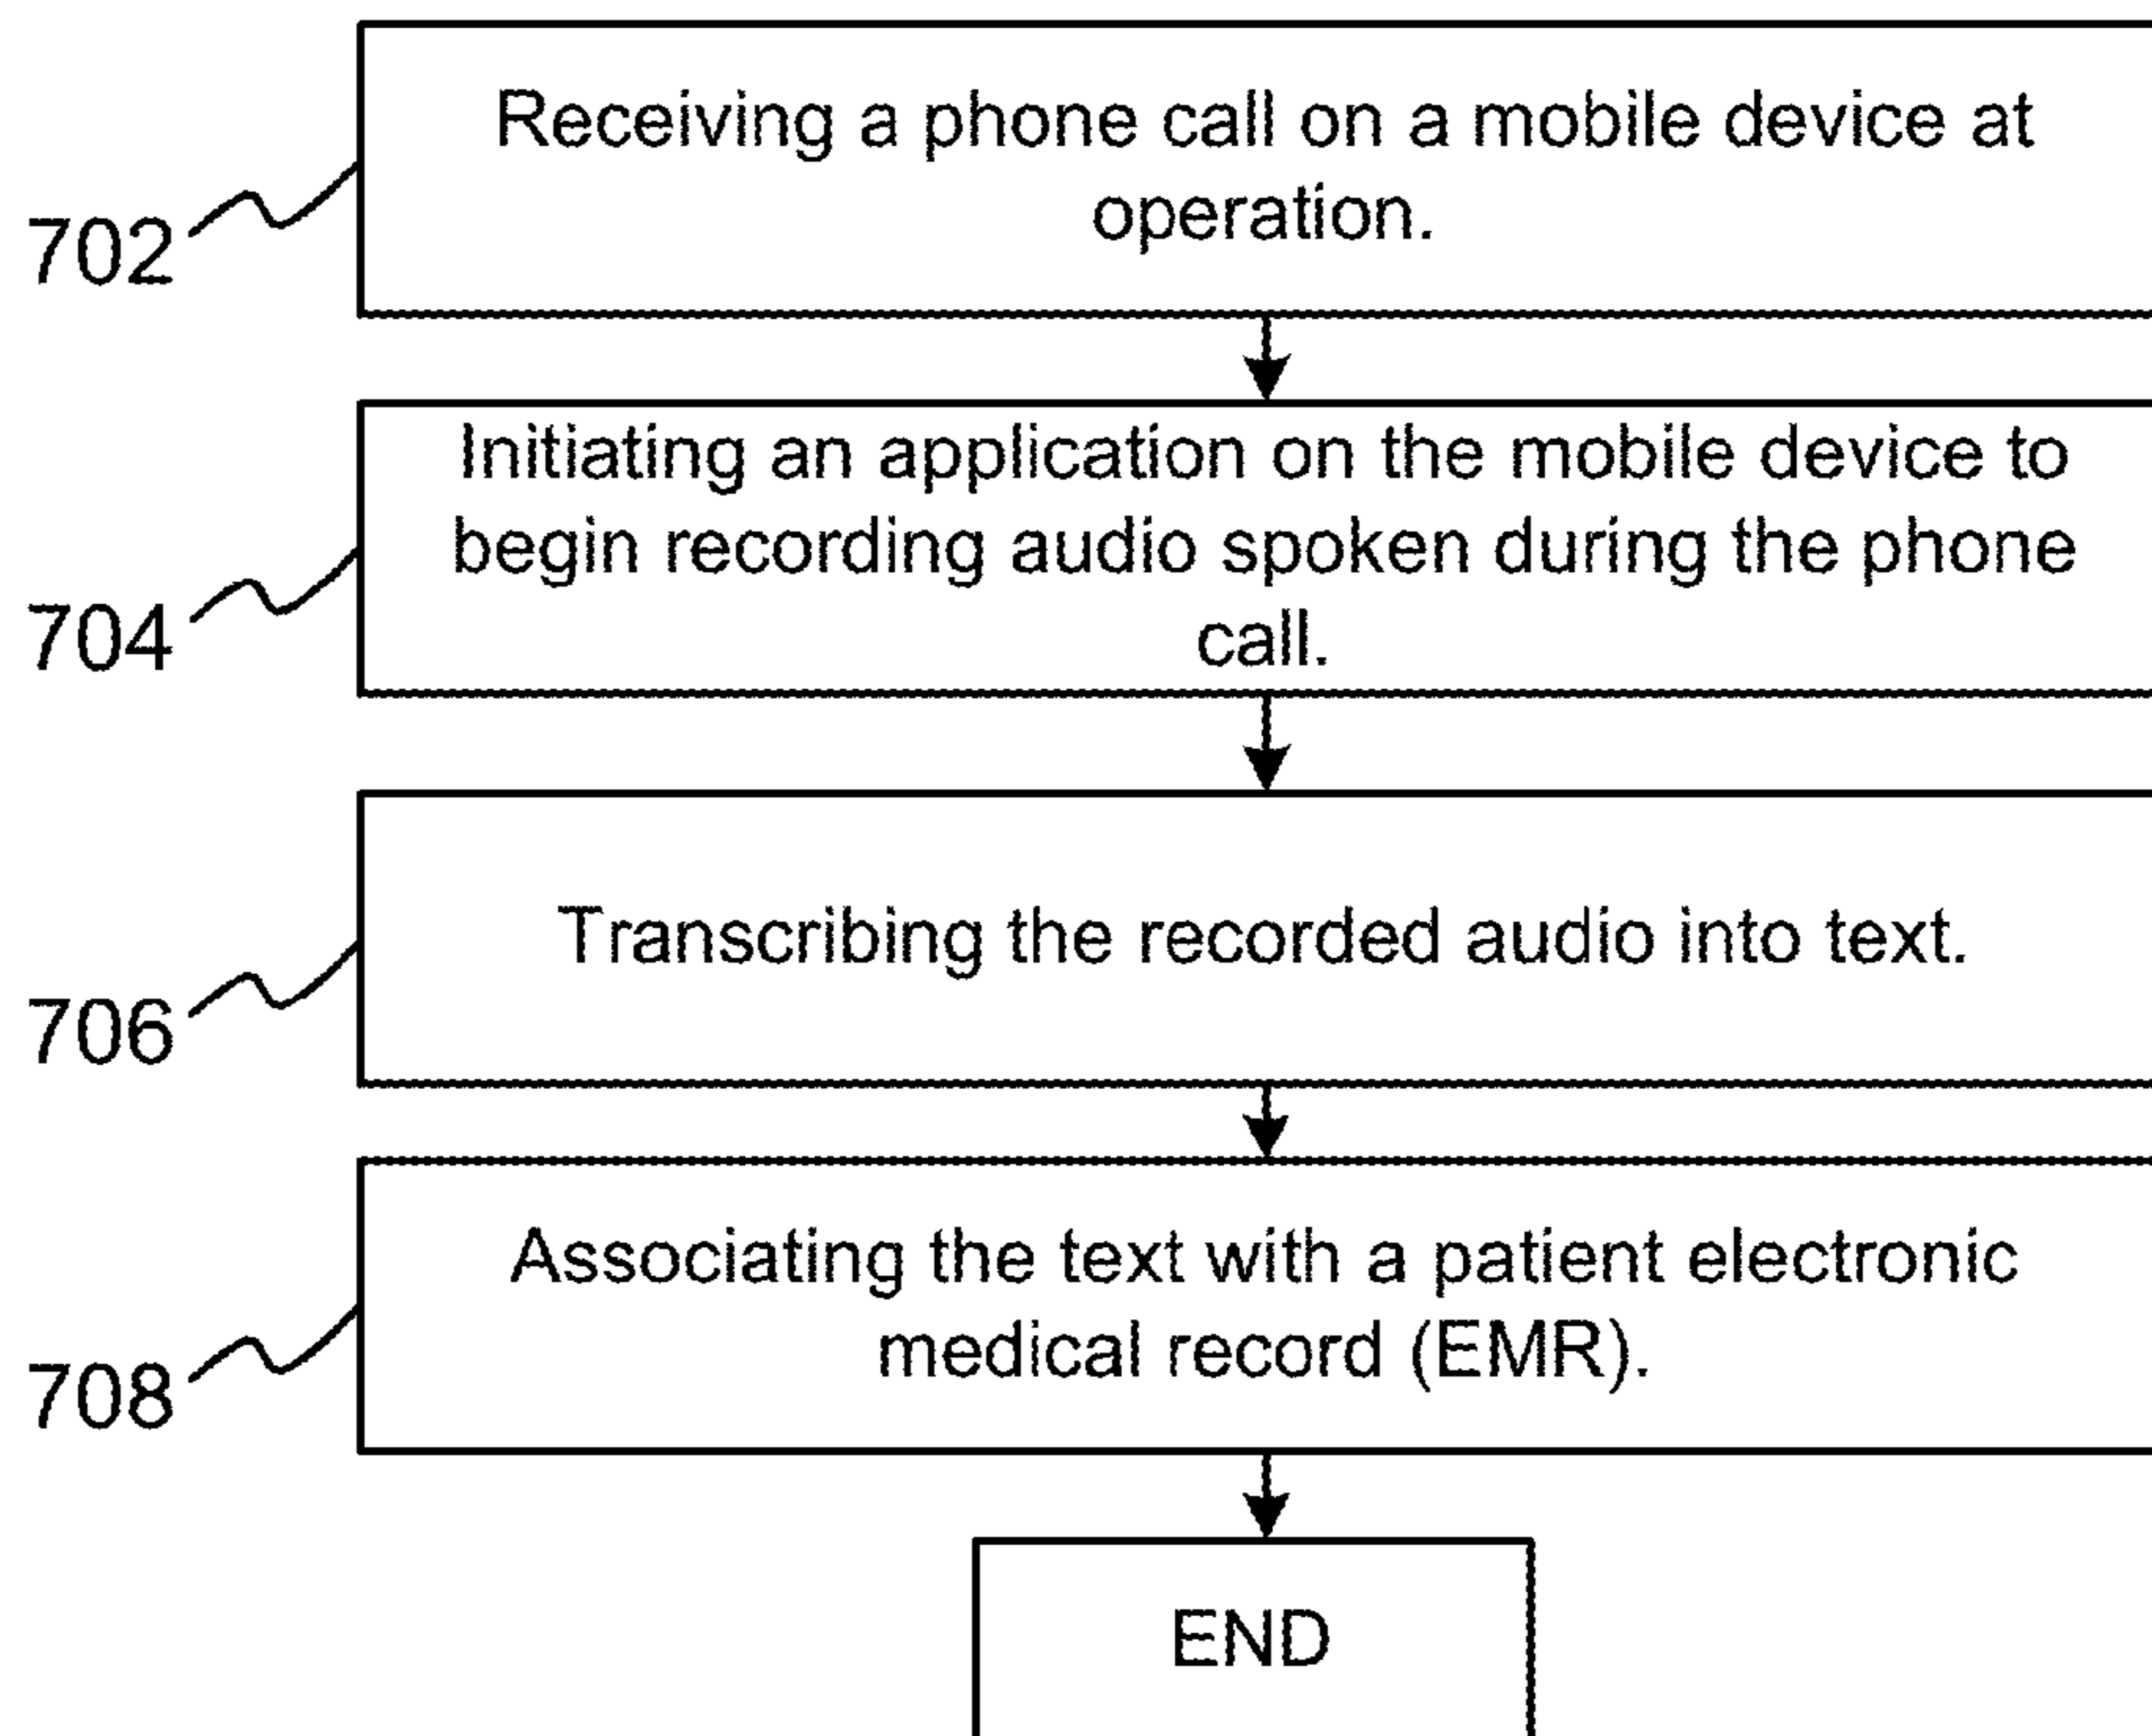 Receiving a phone call on a mobile device at
operation.
702
Initiating an application on the mobile device to
begin recording audio spoken during the phone
call.
704
Transcribing the recorded audio into text.
706
Associating the text with a patient electronic
medical record (EMR).
708
END